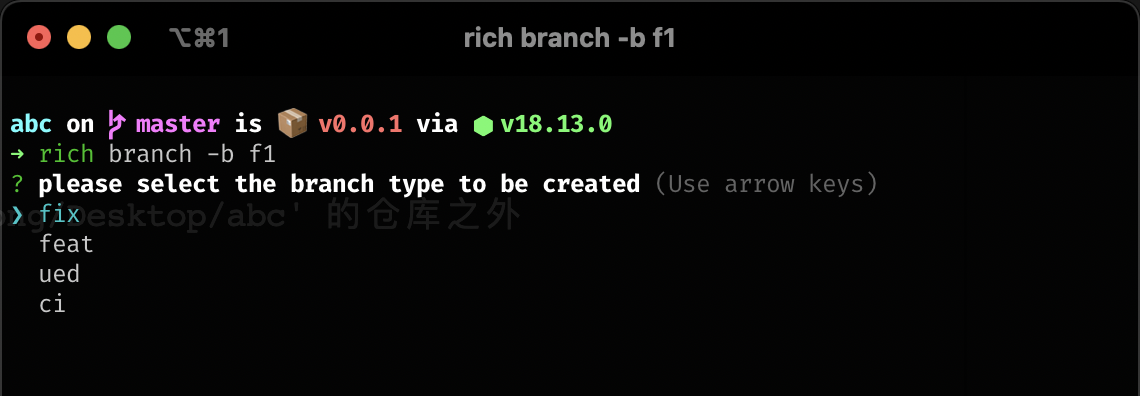 ⌥⌘1 rich branch -b f1
abc on master is 📦 v0.0.1 via ⬢ v18.13.0
➜ rich branch -b f1
? please select the branch type to be created (Use arrow keys)
❯ fix
/Desktop/abc' 的仓库之外
feat
ued
ci